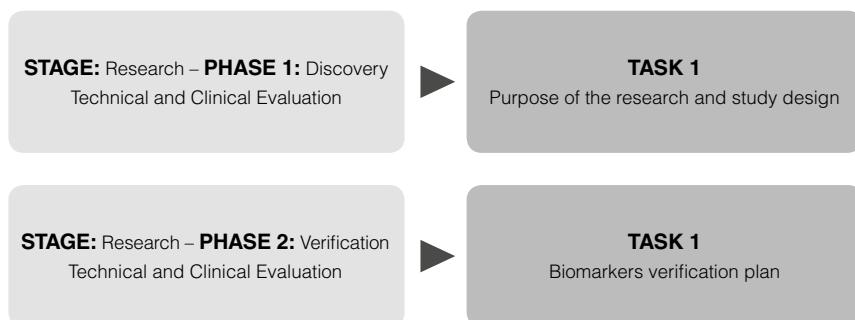 STAGE: Research – PHASE 1: Discovery
Technical and Clinical Evaluation
TASK 1
Purpose of the research and study design
STAGE: Research – PHASE 2: Verification
Technical and Clinical Evaluation
TASK 1
Biomarkers verification plan